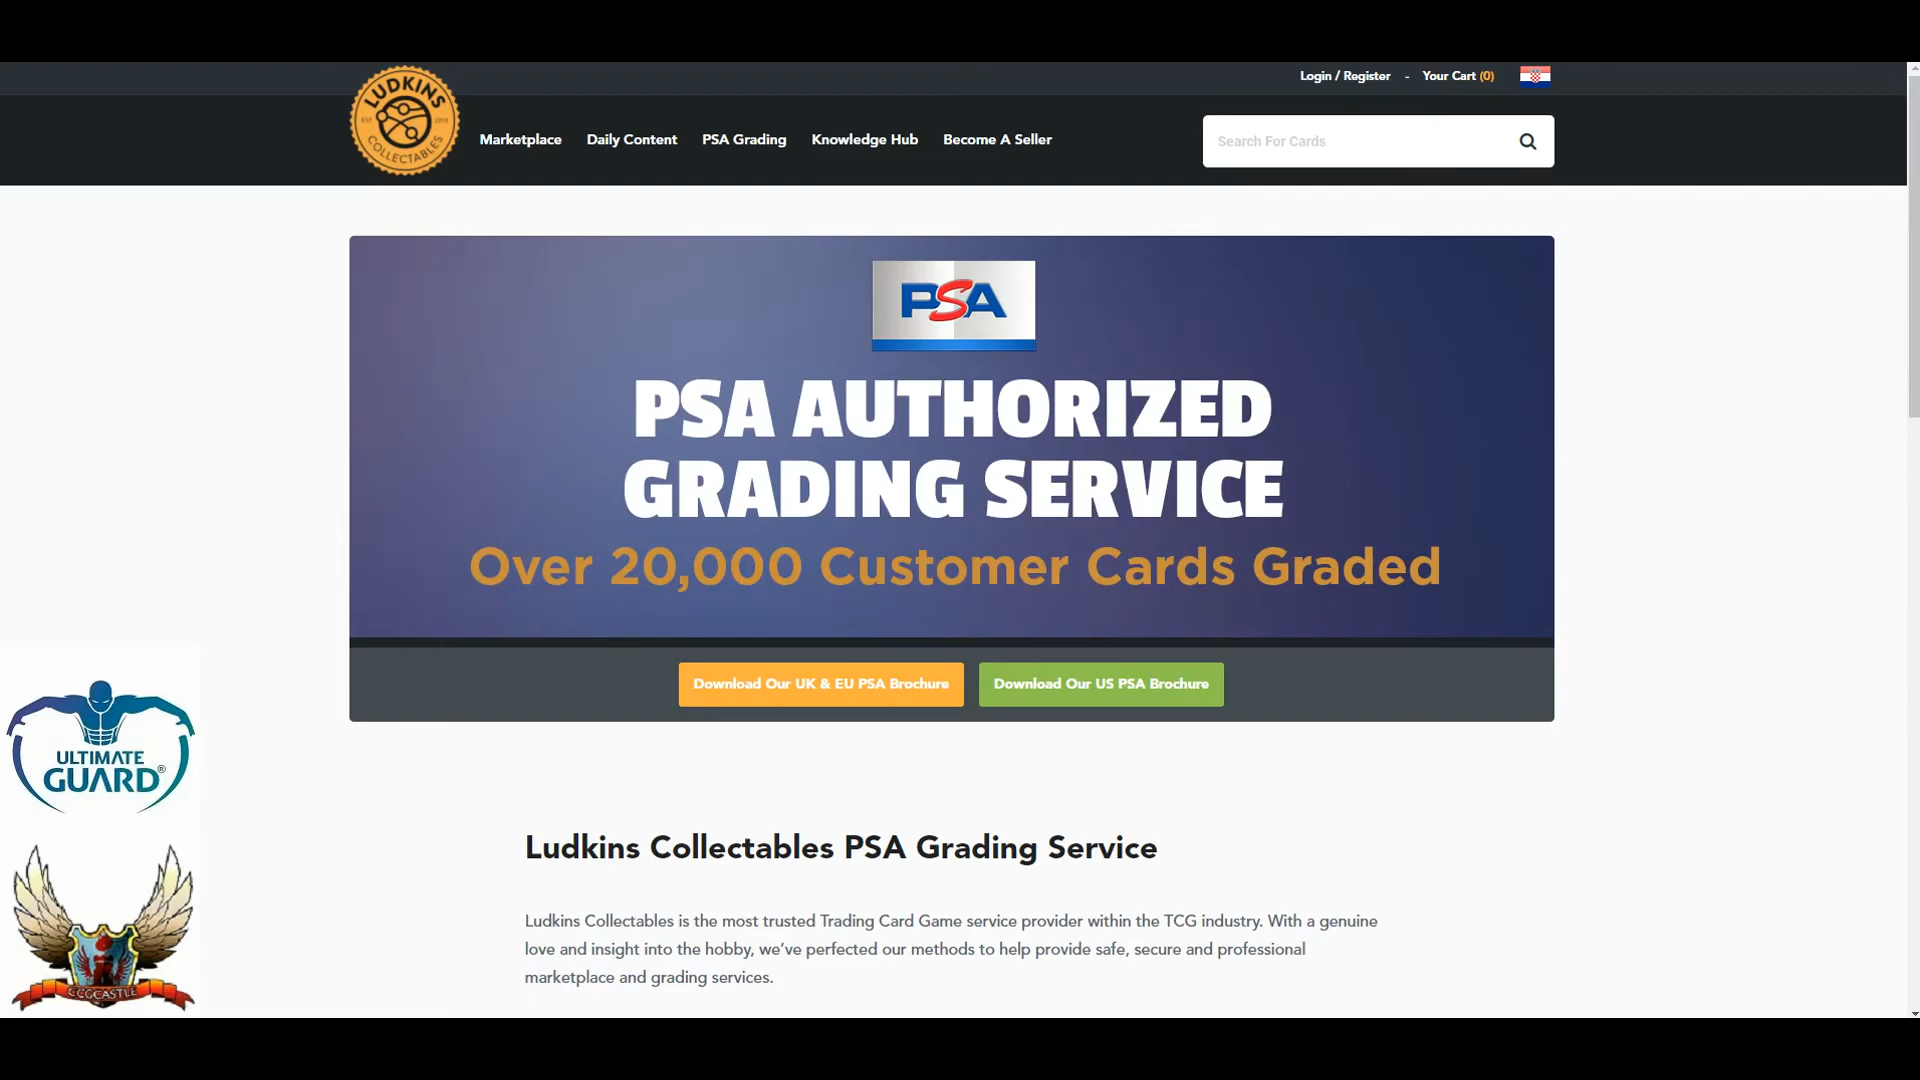 Login / Register - Your Cart (0)
LUDKINS
EST 2015
COLLECTABLES
Marketplace Daily Content PSA Grading Knowledge Hub Become A Seller
Search For Cards
PSA
PSA AUTHORIZED
GRADING SERVICE
Over 20,000 Customer Cards Graded
Download Our UK & EU PSA Brochure Download Our US PSA Brochure
ULTIMATE
GUARD®
CCGCASTLE
Ludkins Collectables PSA Grading Service
Ludkins Collectables is the most trusted Trading Card Game service provider within the TCG industry. With a genuine
love and insight into the hobby, we’ve perfected our methods to help provide safe, secure and professional
marketplace and grading services.